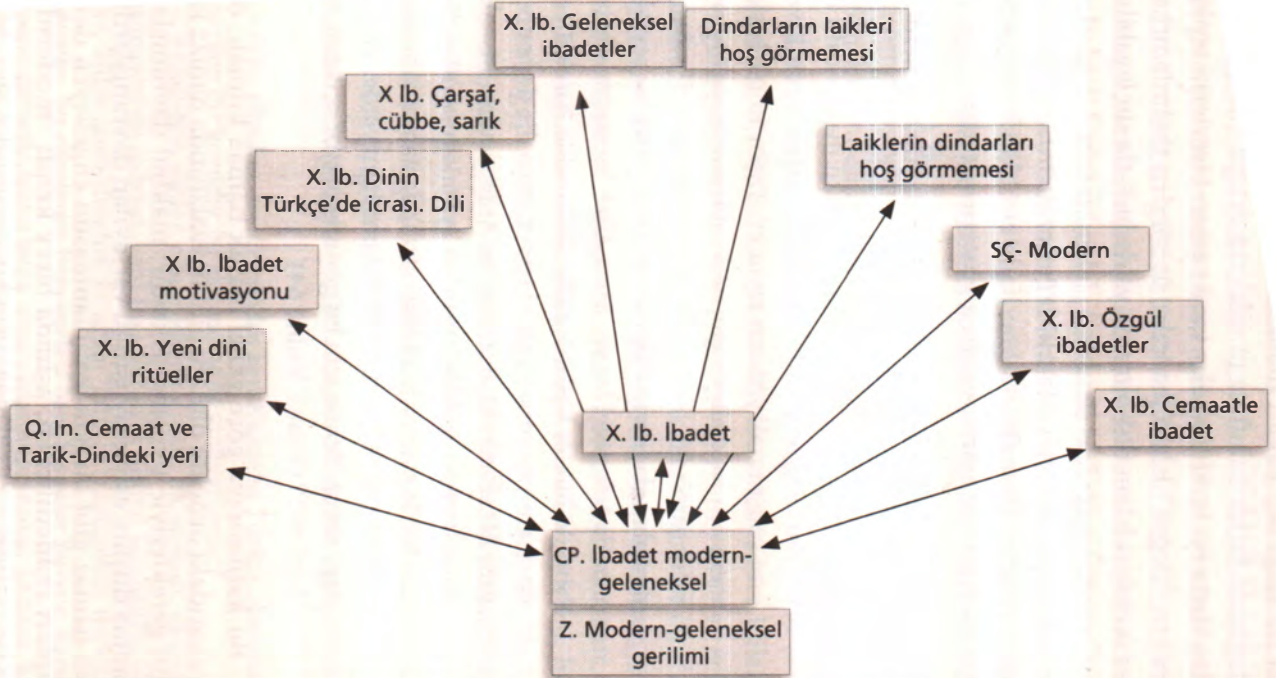 X. Ib. Geleneksel
ibadetler
Dindarların laikleri
hoş görmemesi
X Ib. Çarşaf,
cübbe, sarık
Laiklerin dindarları
hoş görmemesi
X. Ib. Dinin
Türkçe'de icrası. Dili
SÇ- Modern
X Ib. İbadet
motivasyonu
X. Ib. Özgül
ibadetler
X. Ib. Yeni dini
ritüeller
X. Ib. Cemaatle
ibadet
Q. In. Cemaat ve
Tarik-Dindeki yeri
X. Ib. İbadet
CP. İbadet modern-
geleneksel
Z. Modern-geleneksel
gerilimi